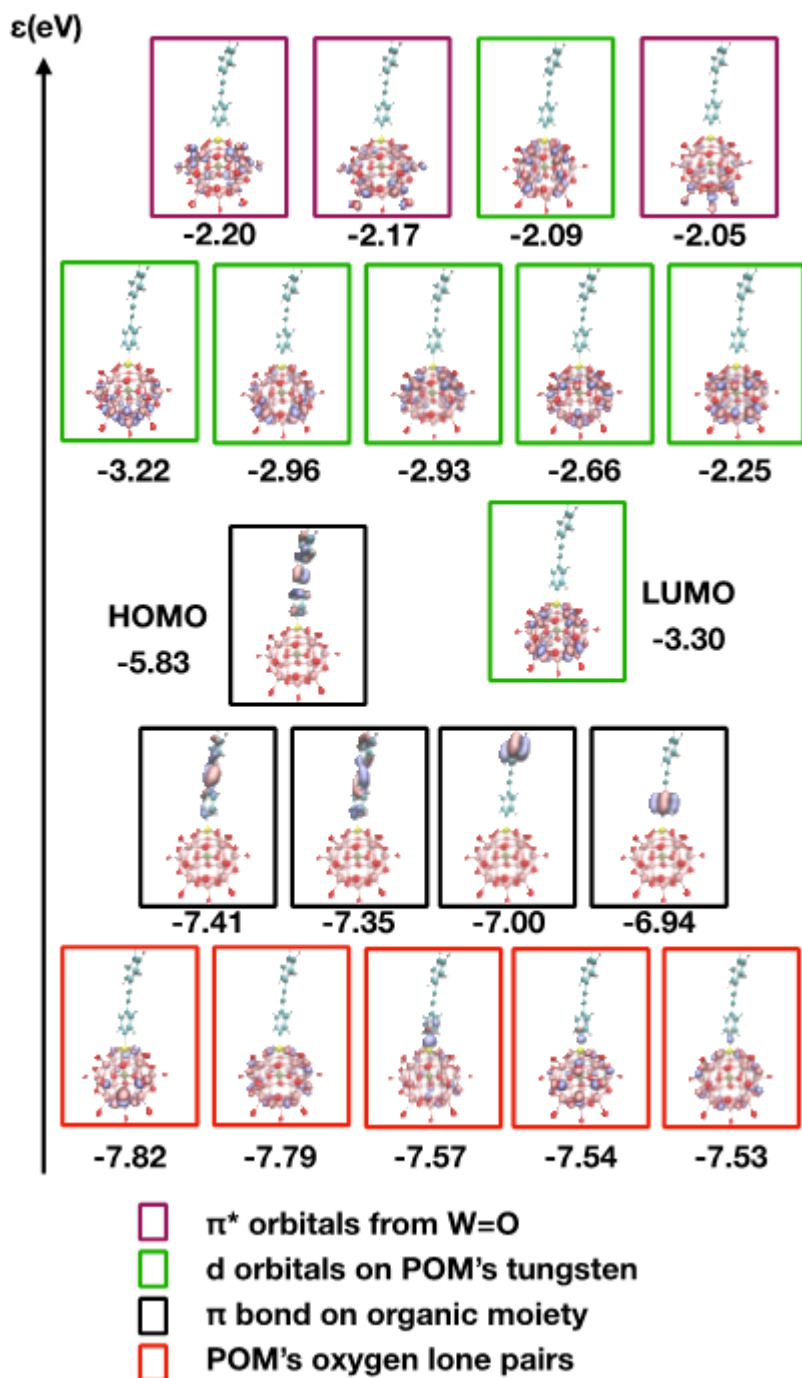 ε(eV)
-2.20 -2.17 -2.09 -2.05
-3.22 -2.96 -2.93 -2.66 -2.25
HOMO
-5.83
LUMO
-3.30
-7.41 -7.35 -7.00 -6.94
-7.82 -7.79 -7.57 -7.54 -7.53
π* orbitals from W=O
d orbitals on POM's tungsten
π bond on organic moiety
POM's oxygen lone pairs